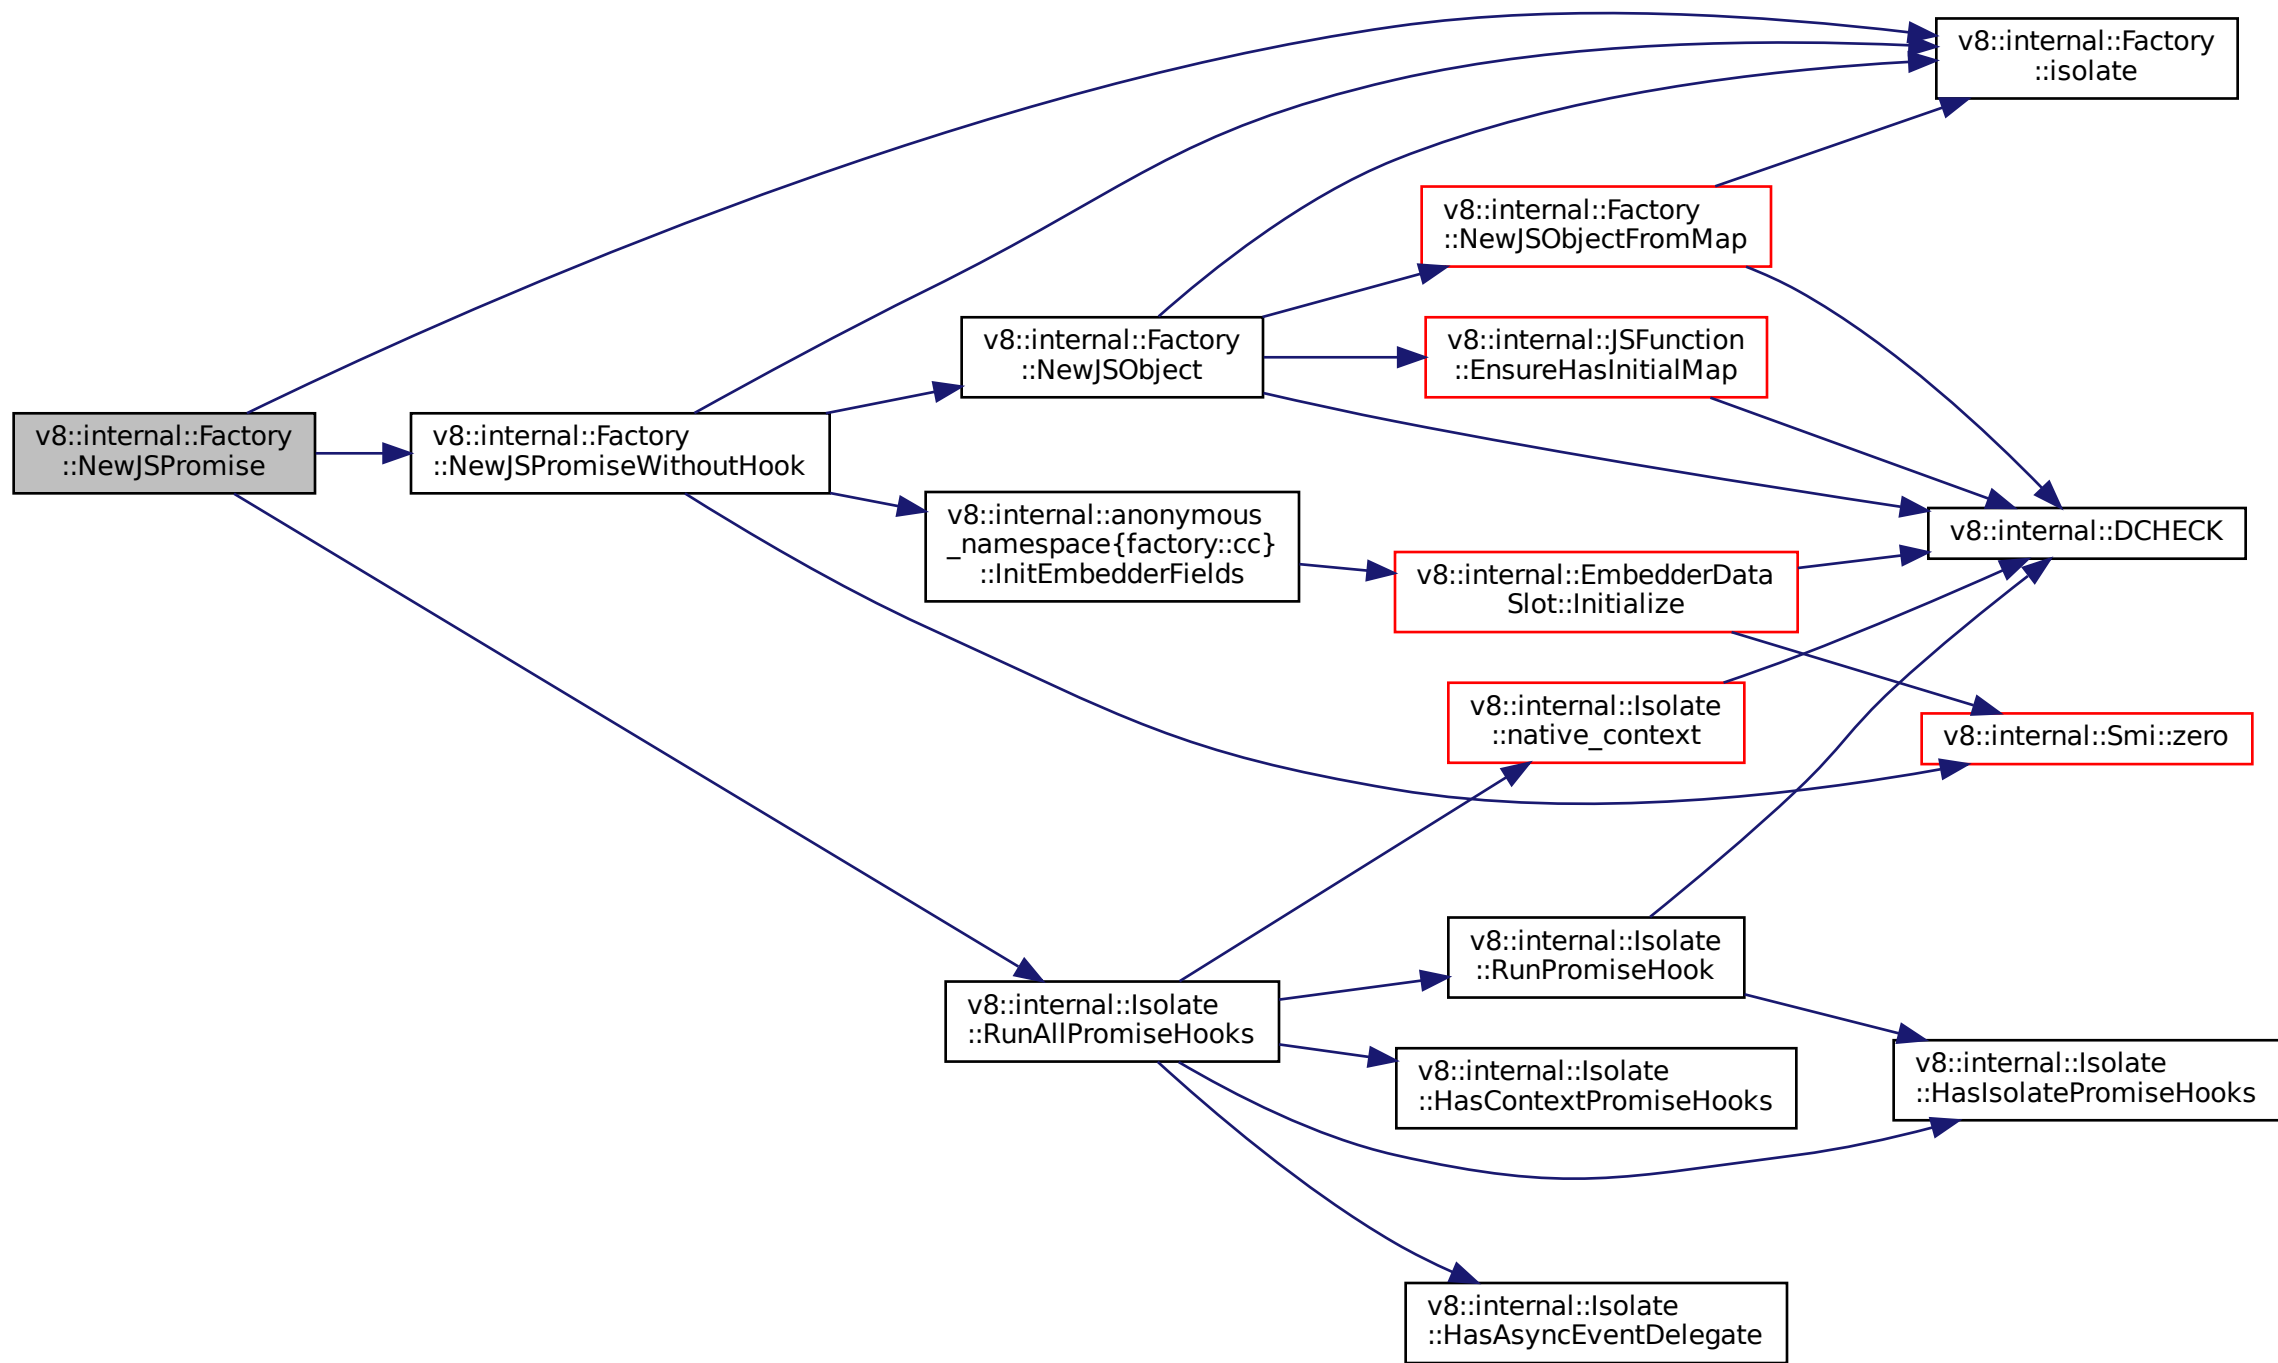 v8::internal::Factory
::NewJSPromise
v8::internal::Factory
::NewJSPromiseWithoutHook
v8::internal::Factory
::NewJSObject
v8::internal::anonymous
_namespace{factory::cc}
::InitEmbedderFields
v8::internal::Isolate
::RunAllPromiseHooks
v8::internal::Factory
::NewJSObjectFromMap
v8::internal::JSFunction
::EnsureHasInitialMap
v8::internal::EmbedderData
Slot::Initialize
v8::internal::Isolate
::native_context
v8::internal::Isolate
::RunPromiseHook
v8::internal::Isolate
::HasContextPromiseHooks
v8::internal::Isolate
::HasAsyncEventDelegate
v8::internal::Factory
::isolate
v8::internal::DCHECK
v8::internal::Smi::zero
v8::internal::Isolate
::HasIsolatePromiseHooks